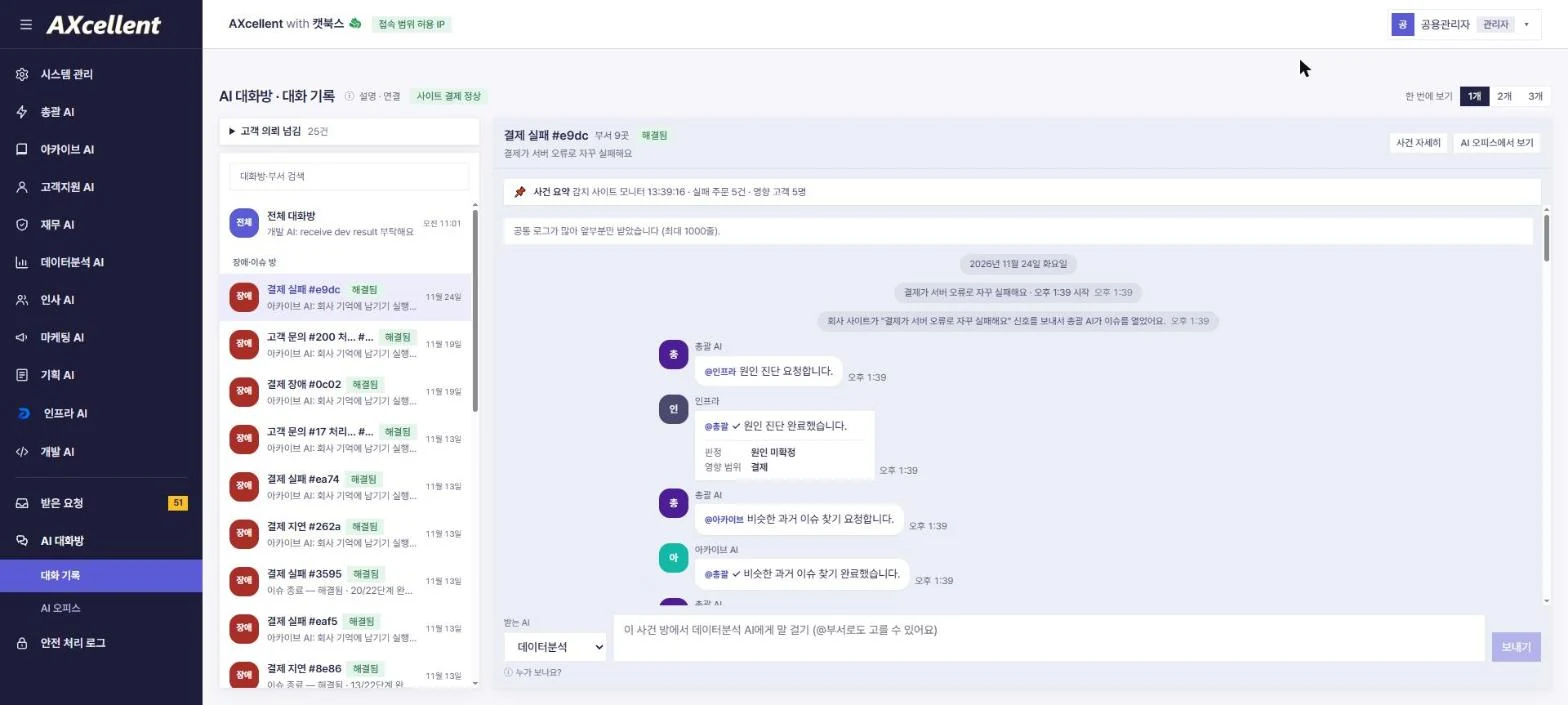 AXcellent
시스템 관리
총괄 AI
아카이브 AI
고객지원 AI
재무 AI
데이터분석 AI
인사 AI
마케팅 AI
기획 AI
인프라 AI
개발 AI
받은 요청 51
AI 대화방
대화 기록
AI 오피스
안전 처리 로그
AXcellent with 캣북스 접속 범위 허용 IP
공 공용관리자 관리자
AI 대화방 · 대화 기록 설명 · 연결 사이트 결제 정상
한 번에 보기 1개 2개 3개
고객 의뢰 넘김 25건
대화방·부서 검색
전체 전체 대화방 오전 11:01
개발 AI: receive dev result 부탁해요
장애·이슈 방
장애 결제 실패 #e9dc 해결됨 11월 24일
아카이브 AI: 회사 기억에 남기기 실행...
장애 고객 문의 #200 처... #... 해결됨 11월 19일
아카이브 AI: 회사 기억에 남기기 실행...
장애 결제 장애 #0c02 해결됨 11월 19일
아카이브 AI: 회사 기억에 남기기 실행...
장애 고객 문의 #17 처리... #... 해결됨 11월 13일
아카이브 AI: 회사 기억에 남기기 실행...
장애 결제 실패 #ea74 해결됨 11월 13일
아카이브 AI: 회사 기억에 남기기 실행...
장애 결제 지연 #262a 해결됨 11월 13일
아카이브 AI: 회사 기억에 남기기 실행...
장애 결제 실패 #3595 해결됨 11월 13일
이슈 종료 — 해결됨 · 20/22단계 완...
장애 결제 실패 #eaf5 해결됨 11월 13일
아카이브 AI: 회사 기억에 남기기 실행...
장애 결제 지연 #8e86 해결됨 11월 13일
이슈 종료 — 해결됨 · 13/22단계 완...
결제 실패 #e9dc 부서 9곳 해결됨
결제가 서버 오류로 자꾸 실패해요
사건 자세히 AI 오피스에서 보기
사건 요약 감지 사이트 모니터 13:39:16 · 실패 주문 5건 · 영향 고객 5명
공통 로그가 많아 앞부분만 받았습니다 (최대 1000줄).
2026년 11월 24일 화요일
결제가 서버 오류로 자꾸 실패해요 · 오후 1:39 시작 오후 1:39
회사 사이트가 "결제가 서버 오류로 자꾸 실패해요" 신호를 보내서 총괄 AI가 이슈를 열었어요. 오후 1:39
총 총괄 AI
@인프라 원인 진단 요청합니다. 오후 1:39
인 인프라
@총괄 ✓ 원인 진단 완료했습니다.
판정 원인 미확정
영향 범위 결제 오후 1:39
총 총괄 AI
@아카이브 비슷한 과거 이슈 찾기 요청합니다. 오후 1:39
아 아카이브 AI
@총괄 ✓ 비슷한 과거 이슈 찾기 완료했습니다. 오후 1:39
총괄 AI
받는 AI
데이터분석
이 사건 방에서 데이터분석 AI에게 말 걸기 (@부서로도 고를 수 있어요)
보내기
누가 보나요?